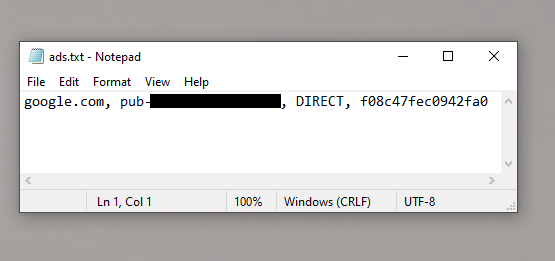 ads.txt - Notepad
File Edit Format View Help
google.com, pub-, DIRECT, f08c47fec0942fa0
Ln 1, Col 1 100% Windows (CRLF) UTF-8